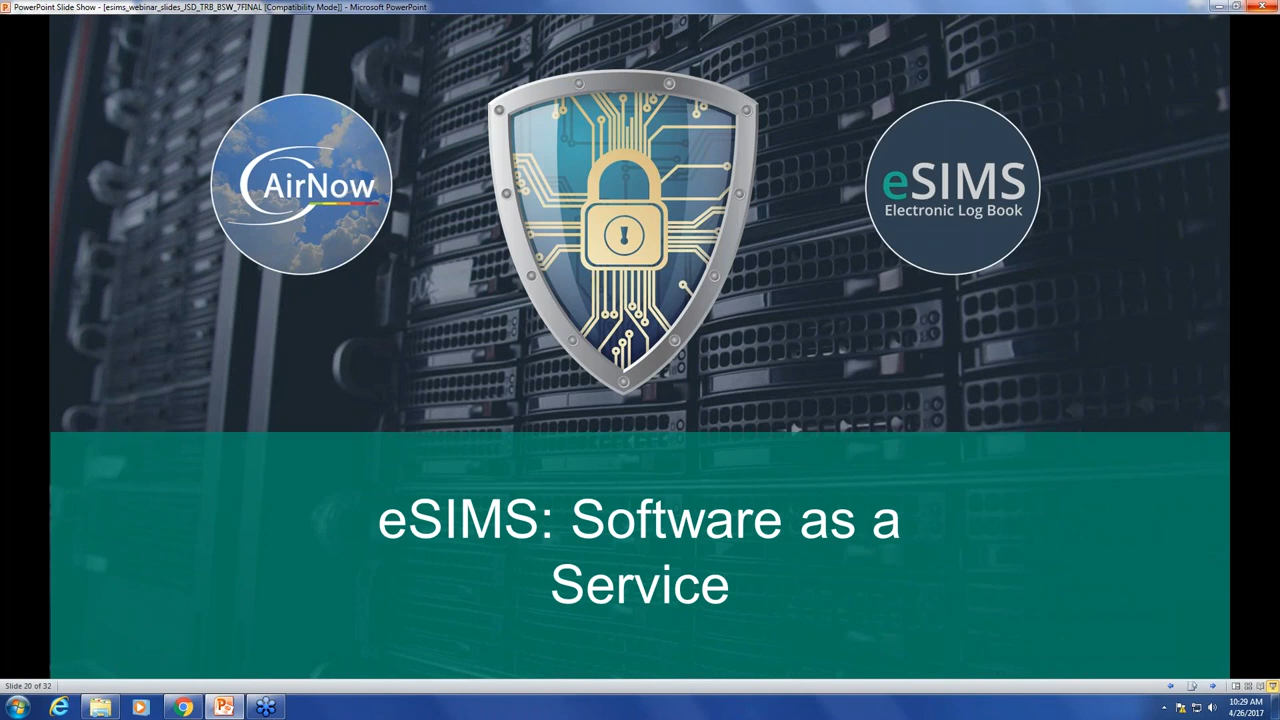 PowerPoint Slide Show - [esims_webinar_slides_JSD_TRB_BSW_7FINAL [Compatibility Mode]] - Microsoft PowerPoint
AirNow
eSIMS
Electronic Log Book
eSIMS: Software as a
Service
Slide 20 of 32
10:29 AM
4/26/2017